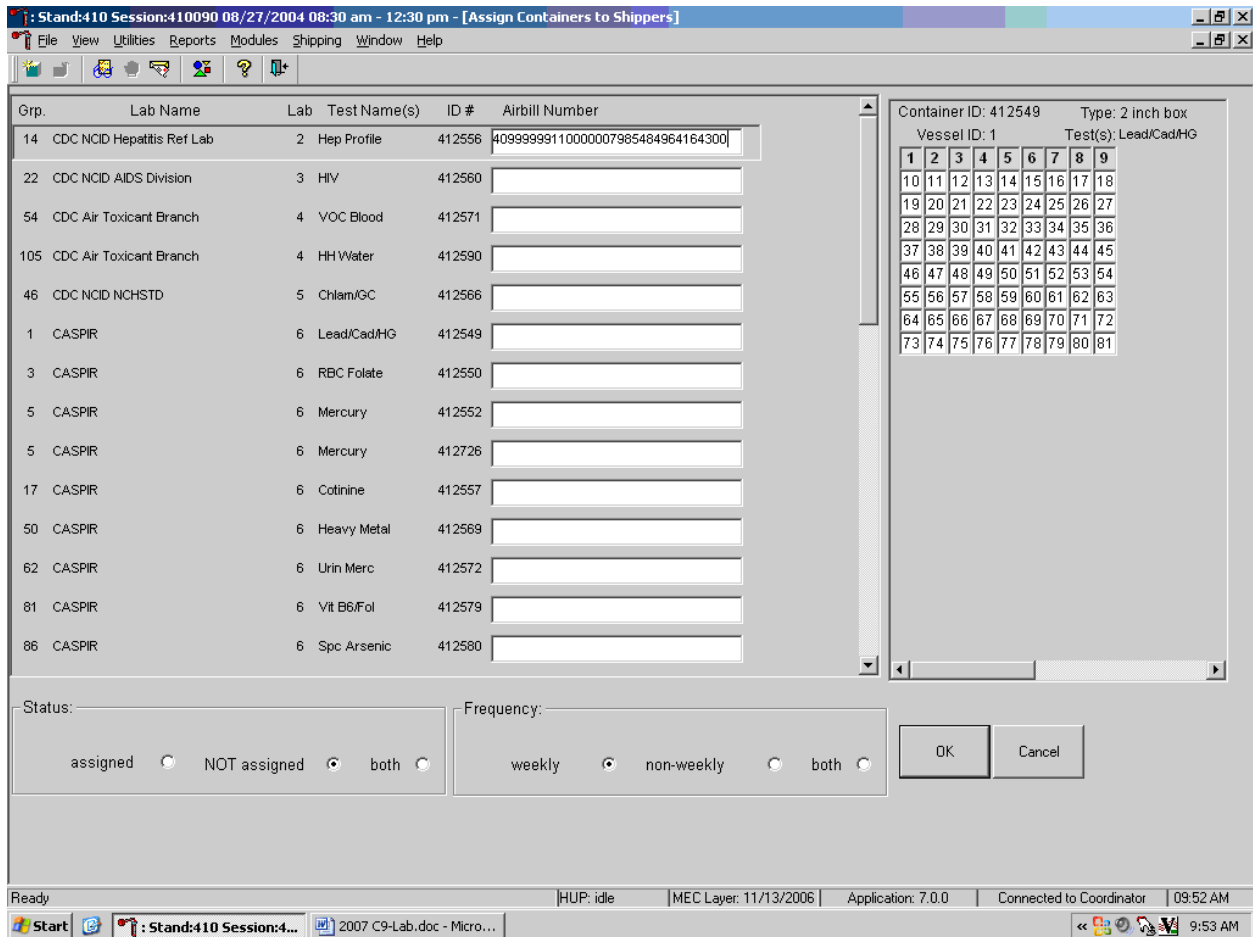 : Stand:410 Session:410090 08/27/2004 08:30 am - 12:30 pm - [Assign Containers to Shippers]
File View Utilities Reports Modules Shipping Window Help
Grp. Lab Name Lab Test Name(s) ID # Airbill Number
14 CDC NCID Hepatitis Ref Lab 2 Hep Profile 412556
22 CDC NCID AIDS Division 3 HIV 412560
54 CDC Air Toxicant Branch 4 VOC Blood 412571
105 CDC Air Toxicant Branch 4 HH Water 412590
46 CDC NCID NCHSTD 5 Chlam/GC 412566
1 CASPIR 6 Lead/Cad/HG 412549
3 CASPIR 6 RBC Folate 412550
5 CASPIR 6 Mercury 412552
5 CASPIR 6 Mercury 412726
17 CASPIR 6 Cotinine 412557
50 CASPIR 6 Heavy Metal 412569
62 CASPIR 6 Urin Merc 412572
81 CASPIR 6 Vit B6/Fol 412579
86 CASPIR 6 Spc Arsenic 412580
Container ID: 412549 Type: 2 inch box
Vessel ID: 1 Test(s): Lead/Cad/HG
1 2 3 4 5 6 7 8 9
10 11 12 13 14 15 16 17 18
19 20 21 22 23 24 25 26 27
28 29 30 31 32 33 34 35 36
37 38 39 40 41 42 43 44 45
46 47 48 49 50 51 52 53 54
55 56 57 58 59 60 61 62 63
64 65 66 67 68 69 70 71 72
73 74 75 76 77 78 79 80 81
Status:
assigned NOT assigned both
Frequency:
weekly non-weekly both
OK Cancel
Ready HUP: idle MEC Layer: 11/13/2006 Application: 7.0.0 Connected to Coordinator 09:52 AM
Start : Stand:410 Session:4... 2007 C9-Lab.doc - Micro... « 9:53 AM